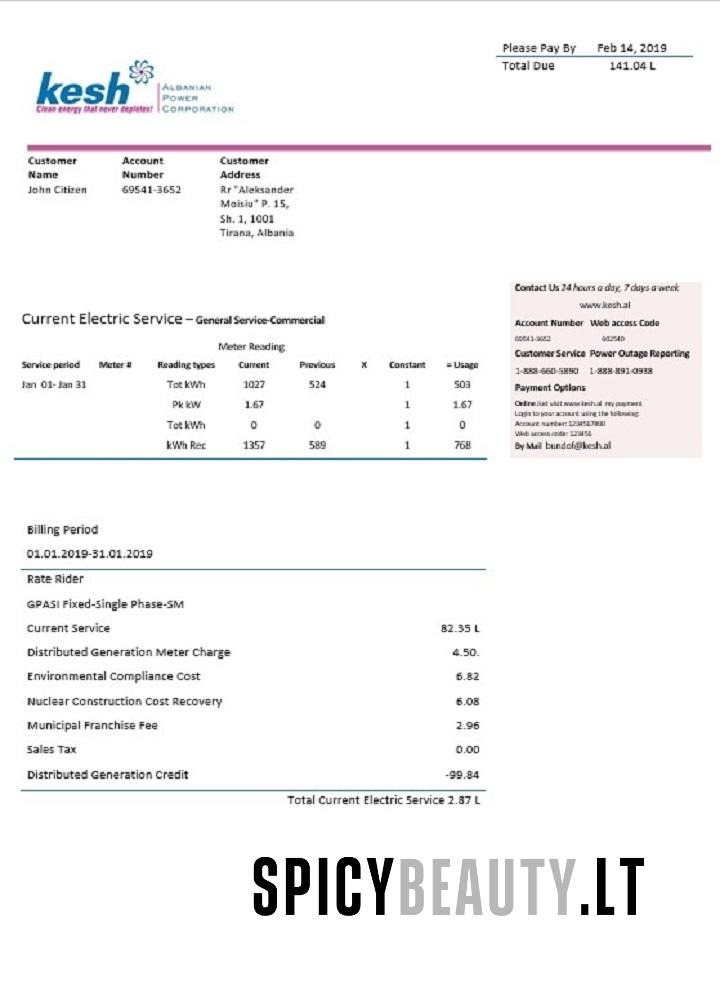 Please Pay By Feb 14, 2019
Total Due 141.04 L
kesh
Clean energy that never depletes!
ALBANIAN
POWER
CORPORATION
Customer Name Account Number Customer Address
John Citizen 69541-3652 Rr "Aleksander
Moisiu" P. 15,
Sh. 1, 1001
Tirana, Albania
Contact Us 24 hours a day, 7 days a week
www.kesh.al
Account Number Web access Code
69541-3652
Customer Service Power Outage Reporting
1-888-660-5890 1-888-891-0938
Payment Options
Online Just visit www.kesh.al my payment
Login to your account using the following:
Account number: 1234567890
Web access code: 123456
By Mail bundof@kesh.al
Current Electric Service – General Service-Commercial
Meter Reading
Service period Meter # Reading types Current Previous X Constant = Usage
Jan 01- Jan 31 Tot kWh 1027 524 1 503
Pk kW 1.67 1 1.67
Tot kWh 0 0 1 0
kWh Rec 1357 589 1 768
Billing Period
01.01.2019-31.01.2019
Rate Rider
GPASI Fixed-Single Phase-SM
Current Service 82.35 L
Distributed Generation Meter Charge 4.50.
Environmental Compliance Cost 6.82
Nuclear Construction Cost Recovery 6.08
Municipal Franchise Fee 2.96
Sales Tax 0.00
Distributed Generation Credit -99.84
Total Current Electric Service 2.87 L
SPICYBEAUTY.LT